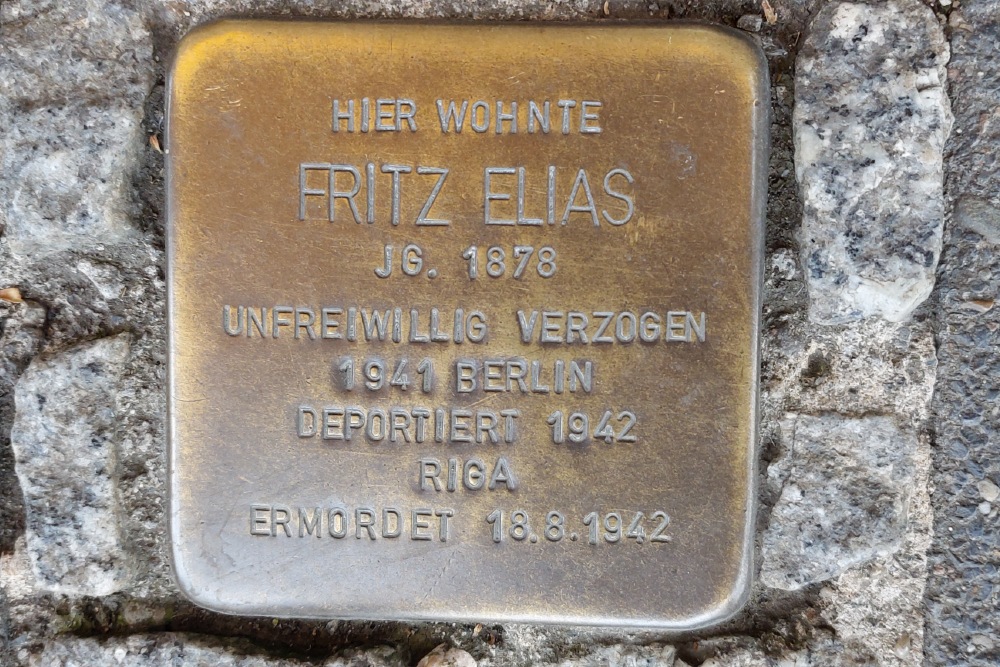 HIER WOHNTE
FRITZ ELIAS
JG. 1878
UNFREIWILLIG VERZOGEN
1941 BERLIN
DEPORTIERT 1942
RIGA
ERMORDET 18.8.1942